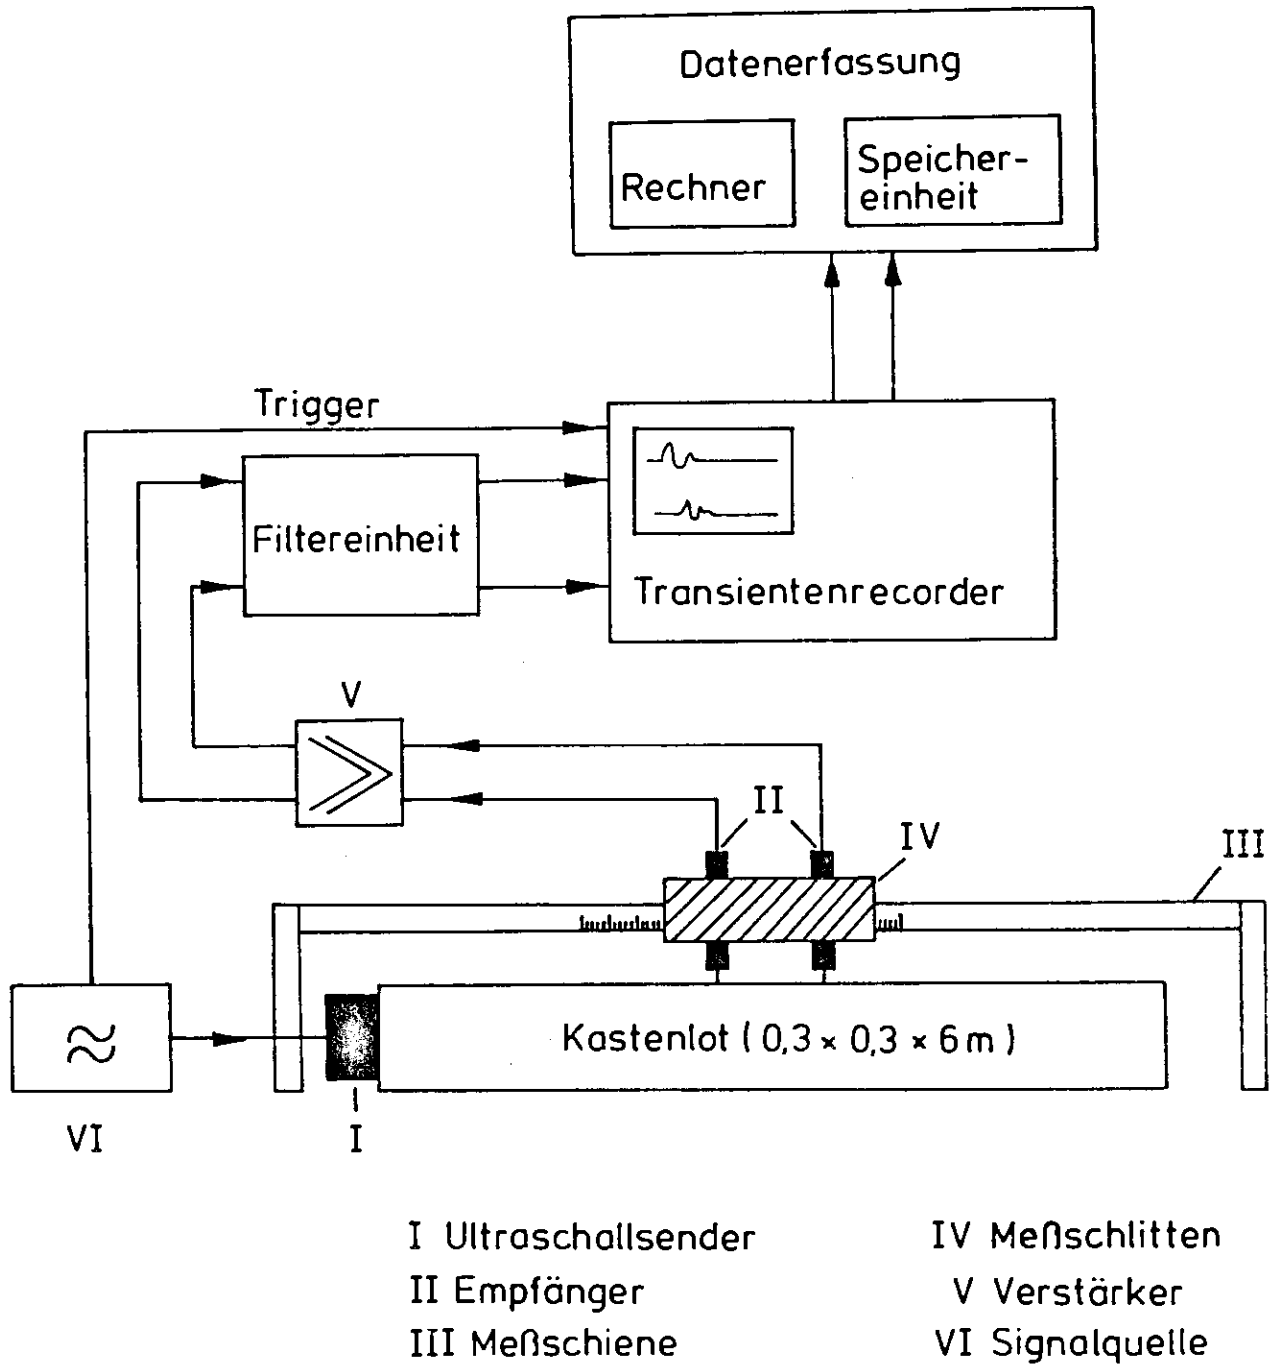 Datenerfassung
Rechner
Speicher-
einheit
Trigger
Filtereinheit
Transientenrecorder
V
II
IV
III
Kastenlot ( 0,3 x 0,3 x 6 m )
VI
I
I Ultraschallsender
II Empfänger
III Meßschiene
IV Meßschlitten
V Verstärker
VI Signalquelle